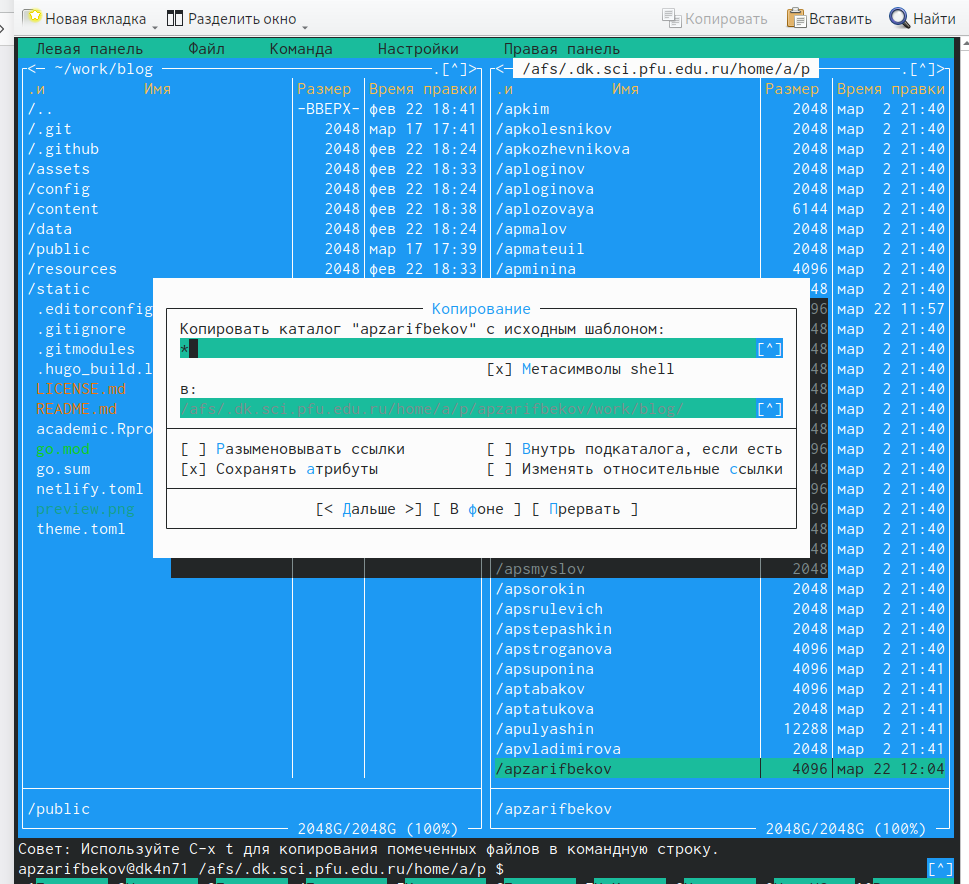 Новая вкладка Разделить окно Копировать Вставить Найти
Левая панель Файл Команда Настройки Правая панель
<— ~/work/blog .[^]> <— /afs/.dk.sci.pfu.edu.ru/home/a/p .[^]>
.и Имя Размер Время правки .и Имя Размер Время правки
/.. -ВВЕРХ- фев 22 18:41 /apkim 2048 мар 2 21:40
/.git 2048 мар 17 17:41 /apkolesnikov 2048 мар 2 21:40
/.github 2048 фев 22 18:24 /apkozhevnikova 2048 мар 2 21:40
/assets 2048 фев 22 18:33 /aploginov 2048 мар 2 21:40
/config 2048 фев 22 18:24 /aploginova 2048 мар 2 21:40
/content 2048 фев 22 18:38 /aplozovaya 6144 мар 2 21:40
/data 2048 фев 22 18:24 /apmalov 2048 мар 2 21:40
/public 2048 мар 17 17:39 /apmateuil 2048 мар 2 21:40
/resources 2048 фев 22 18:33 /apminina 4096 мар 2 21:40
/static 48 мар 2 21:40
.editorconfig 96 мар 22 11:57
.gitignore 48 мар 2 21:40
.gitmodules 48 мар 2 21:40
.hugo_build.l 48 мар 2 21:40
LICENSE.md 96 мар 2 21:40
README.md 96 мар 2 21:40
academic.Rpro 48 мар 2 21:40
go.mod 48 мар 2 21:40
go.sum 96 мар 2 21:40
netlify.toml 96 мар 2 21:40
preview.png 96 мар 2 21:40
theme.toml 48 мар 2 21:40
48 мар 2 21:40
Копирование
Копировать каталог "apzarifbekov" с исходным шаблоном:
* [^]
[x] Метасимволы shell
в:
/afs/.dk.sci.pfu.edu.ru/home/a/p/apzarifbekov/work/blog/ [^]
[ ] Разыменовывать ссылки [ ] Внутрь подкаталога, если есть
[x] Сохранять атрибуты [ ] Изменять относительные ссылки
[< Дальше >] [ В фоне ] [ Прервать ]
/apsmyslov 2048 мар 2 21:40
/apsorokin 2048 мар 2 21:40
/apsrulevich 2048 мар 2 21:40
/apstepashkin 2048 мар 2 21:40
/apstroganova 4096 мар 2 21:40
/apsuponina 4096 мар 2 21:41
/aptabakov 4096 мар 2 21:41
/aptatukova 2048 мар 2 21:41
/apulyashin 12288 мар 2 21:41
/apvladimirova 2048 мар 2 21:41
/apzarifbekov 4096 мар 22 12:04
/public /apzarifbekov
2048G/2048G (100%) 2048G/2048G (100%)
Совет: Используйте C-x t для копирования помеченных файлов в командную строку.
apzarifbekov@dk4n71 /afs/.dk.sci.pfu.edu.ru/home/a/p $ [^]